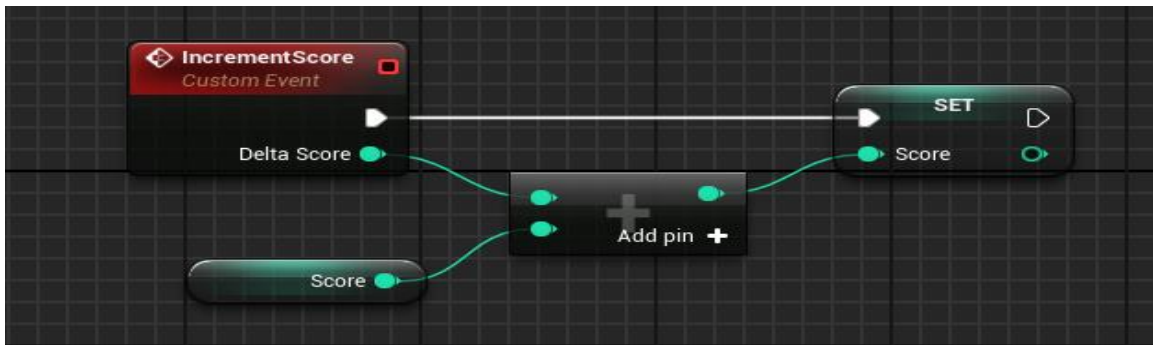 IncrementScore
Custom Event
SET
Delta Score
Score
Add pin
Score